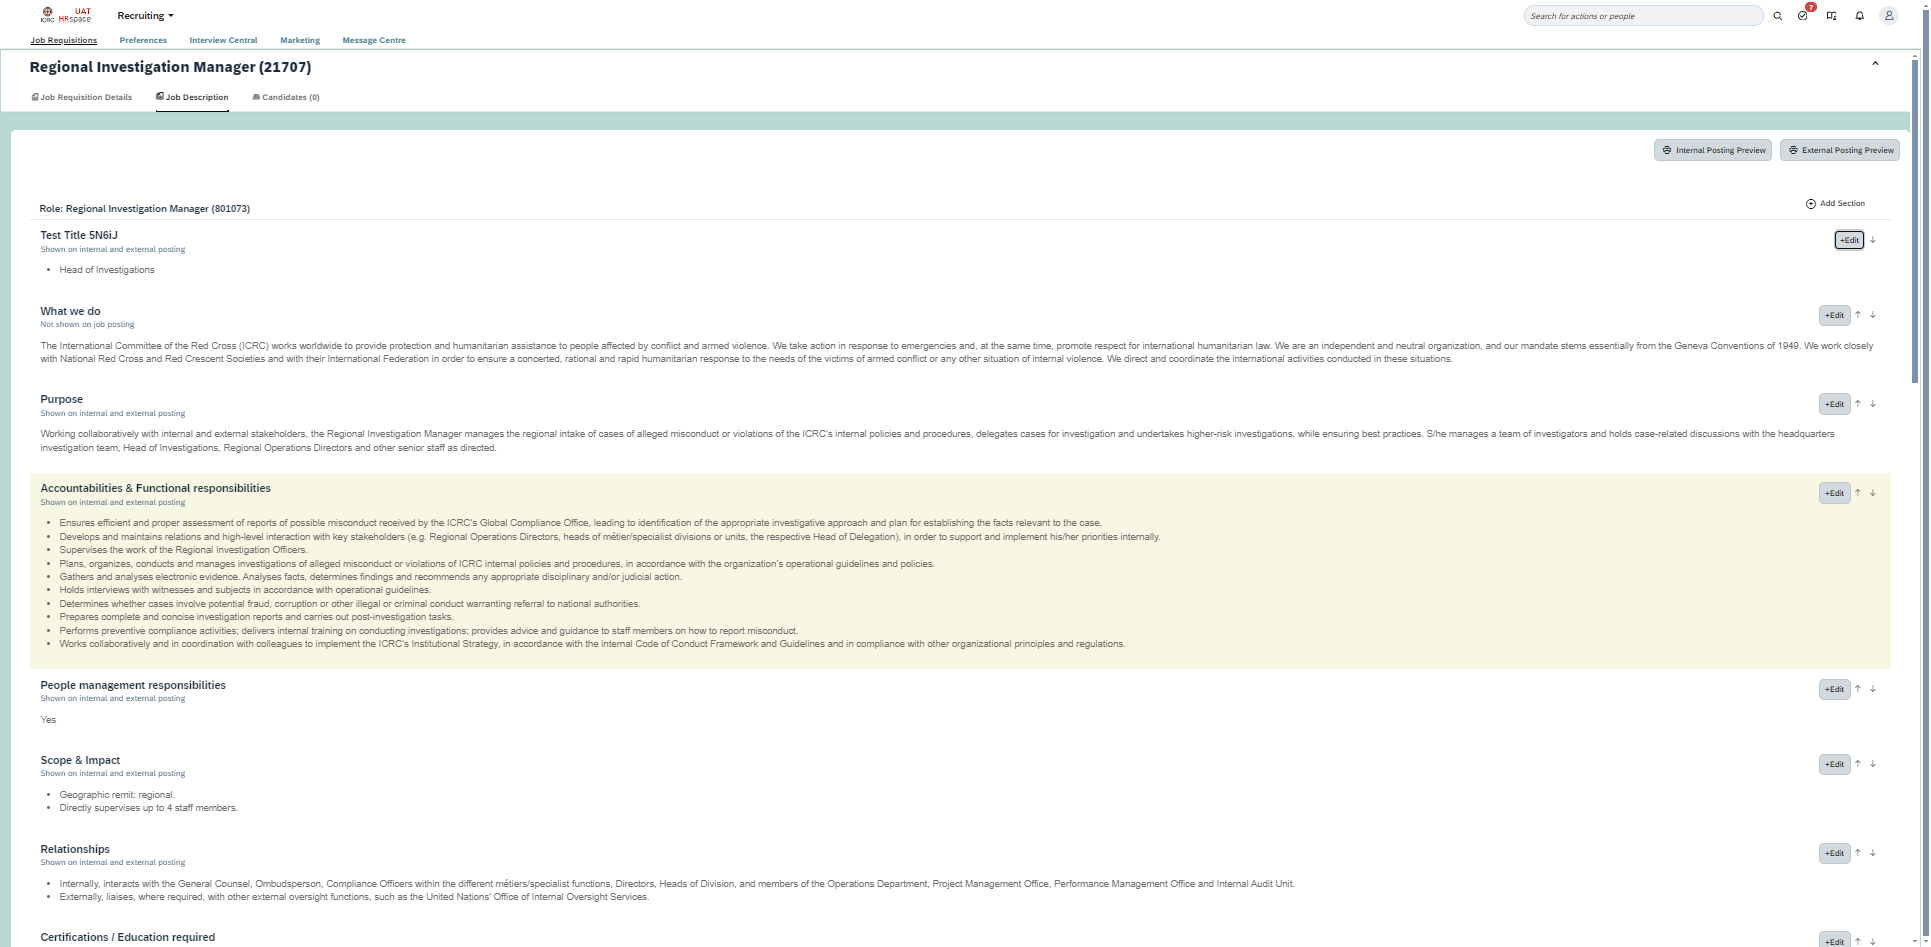 ICRC
UAT
HRspace
Recruiting
Search for actions or people
7
Job Requisitions
Preferences
Interview Central
Marketing
Message Centre
Regional Investigation Manager (21707)
Job Requisition Details
Job Description
Candidates (0)
Internal Posting Preview
External Posting Preview
Role: Regional Investigation Manager (801073)
Add Section
Test Title 5N6iJ
+Edit
Shown on internal and external posting
• Head of Investigations
What we do
+Edit
Not shown on job posting
The International Committee of the Red Cross (ICRC) works worldwide to provide protection and humanitarian assistance to people affected by conflict and armed violence. We take action in response to emergencies and, at the same time, promote respect for international humanitarian law. We are an independent and neutral organization, and our mandate stems essentially from the Geneva Conventions of 1949. We work closely
with National Red Cross and Red Crescent Societies and with their International Federation in order to ensure a concerted, rational and rapid humanitarian response to the needs of the victims of armed conflict or any other situation of internal violence. We direct and coordinate the international activities conducted in these situations.
Purpose
+Edit
Shown on internal and external posting
Working collaboratively with internal and external stakeholders, the Regional Investigation Manager manages the regional intake of cases of alleged misconduct or violations of the ICRC's internal policies and procedures, delegates cases for investigation and undertakes higher-risk investigations, while ensuring best practices. S/he manages a team of investigators and holds case-related discussions with the headquarters
investigation team, Head of Investigations, Regional Operations Directors and other senior staff as directed.
Accountabilities & Functional responsibilities
+Edit
Shown on internal and external posting
• Ensures efficient and proper assessment of reports of possible misconduct received by the ICRC's Global Compliance Office, leading to identification of the appropriate investigative approach and plan for establishing the facts relevant to the case.
• Develops and maintains relations and high-level interaction with key stakeholders (e.g. Regional Operations Directors, heads of métier/specialist divisions or units, the respective Head of Delegation), in order to support and implement his/her priorities internally.
• Supervises the work of the Regional Investigation Officers.
• Plans, organizes, conducts and manages investigations of alleged misconduct or violations of ICRC internal policies and procedures, in accordance with the organization's operational guidelines and policies.
• Gathers and analyses electronic evidence. Analyses facts, determines findings and recommends any appropriate disciplinary and/or judicial action.
• Holds interviews with witnesses and subjects in accordance with operational guidelines.
• Determines whether cases involve potential fraud, corruption or other illegal or criminal conduct warranting referral to national authorities.
• Prepares complete and concise investigation reports and carries out post-investigation tasks.
• Performs preventive compliance activities; delivers internal training on conducting investigations; provides advice and guidance to staff members on how to report misconduct.
• Works collaboratively and in coordination with colleagues to implement the ICRC's Institutional Strategy, in accordance with the internal Code of Conduct Framework and Guidelines and in compliance with other organizational principles and regulations.
People management responsibilities
+Edit
Shown on internal and external posting
Yes
Scope & Impact
+Edit
Shown on internal and external posting
• Geographic remit: regional.
• Directly supervises up to 4 staff members.
Relationships
+Edit
Shown on internal and external posting
• Internally, interacts with the General Counsel, Ombudsperson, Compliance Officers within the different métiers/specialist functions, Directors, Heads of Division, and members of the Operations Department, Project Management Office, Performance Management Office and Internal Audit Unit.
• Externally, liaises, where required, with other external oversight functions, such as the United Nations' Office of Internal Oversight Services.
Certifications / Education required
+Edit